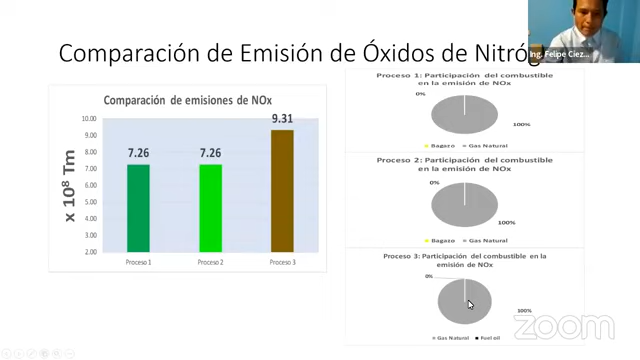 Comparación de Emisión de Óxidos de Nitróg
Ing. Felipe Ciez...
Comparación de emisiones de NOx
x 10⁸ Tm
10.00
9.00
8.00
7.00
6.00
5.00
4.00
3.00
2.00
7.26
7.26
9.31
Proceso 1
Proceso 2
Proceso 3
Proceso 1: Participación del combustible
en la emisión de NOx
0%
100%
Bagazo Gas Natural
Proceso 2: Participación del combustible
en la emisión de NOx
0%
100%
Bagazo Gas Natural
Proceso 3: Participación del combustible en la
emisión de NOx
0%
100%
Gas Natural Fuel oil
zoom